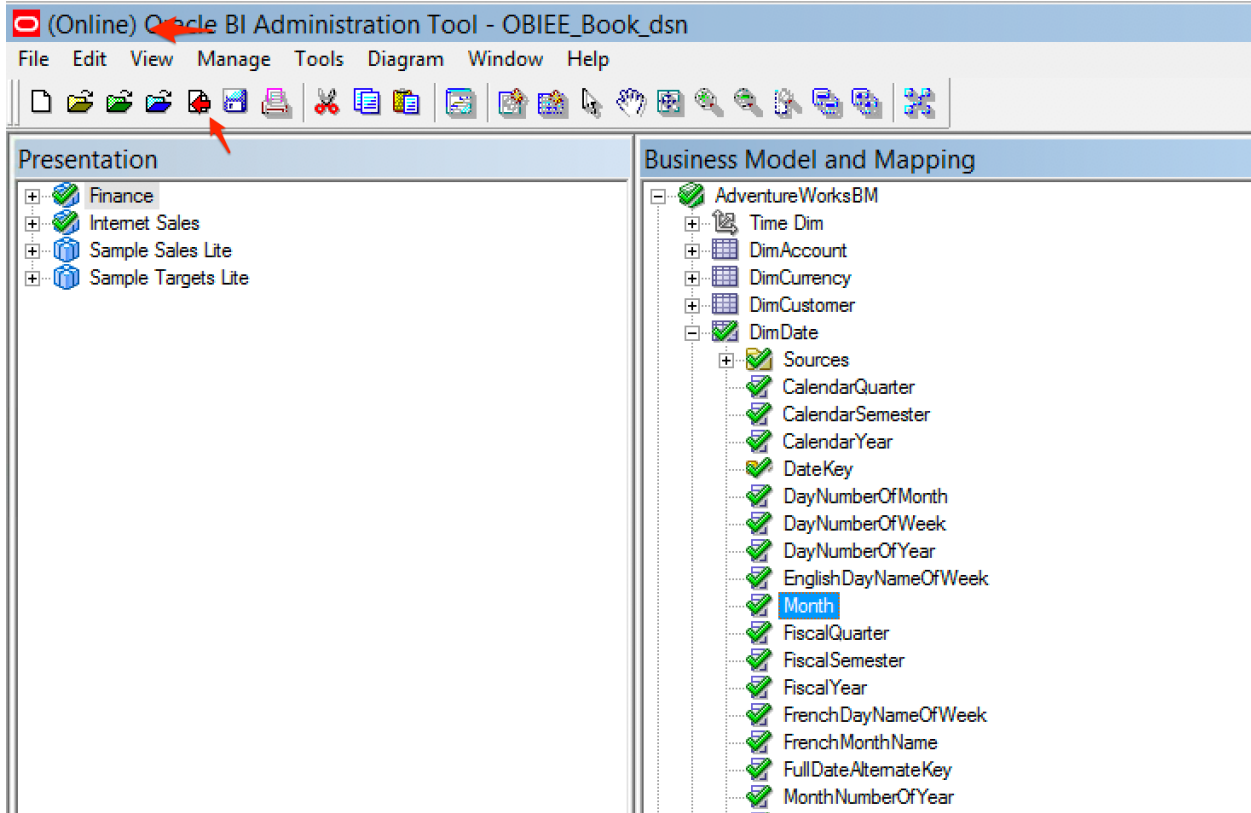 (Online) Oracle BI Administration Tool - OBIEE_Book_dsn
File Edit View Manage Tools Diagram Window Help
Presentation
Finance
Internet Sales
Sample Sales Lite
Sample Targets Lite
Business Model and Mapping
AdventureWorksBM
Time Dim
DimAccount
DimCurrency
DimCustomer
DimDate
Sources
CalendarQuarter
CalendarSemester
CalendarYear
DateKey
DayNumberOfMonth
DayNumberOfWeek
DayNumberOfYear
EnglishDayNameOfWeek
Month
FiscalQuarter
FiscalSemester
FiscalYear
FrenchDayNameOfWeek
FrenchMonthName
FullDateAlternateKey
MonthNumberOfYear